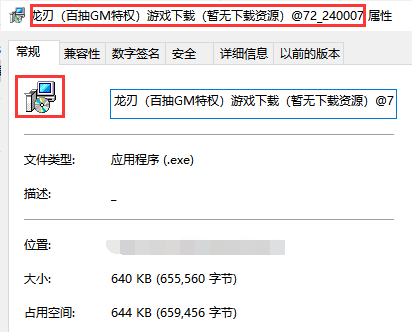 龙刃（百抽GM特权）游戏下载（暂无下载资源）@72_240007 属性
常规 兼容性 数字签名 安全 详细信息 以前的版本
龙刃（百抽GM特权）游戏下载（暂无下载资源）@7
文件类型: 应用程序 (.exe)
描述: _
位置:
大小: 640 KB (655,560 字节)
占用空间: 644 KB (659,456 字节)